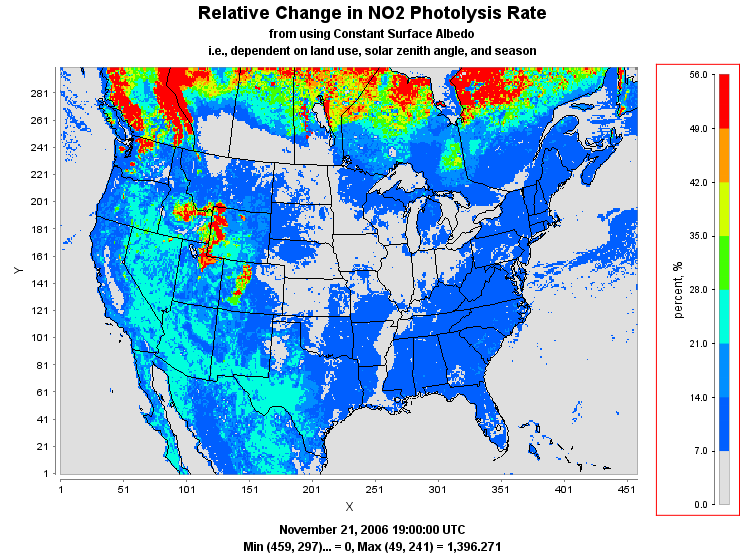 Relative Change in NO2 Photolysis Rate
from using Constant Surface Albedo
i.e., dependent on land use, solar zenith angle, and season
281
261
241
221
201
181
161
141
121
101
81
61
41
21
1
Y
1 51 101 151 201 251 301 351 401 451
X
56.0
49.0
42.0
35.0
28.0
21.0
14.0
7.0
0.0
percent, %
November 21, 2006 19:00:00 UTC
Min (459, 297)... = 0, Max (49, 241) = 1,396.271